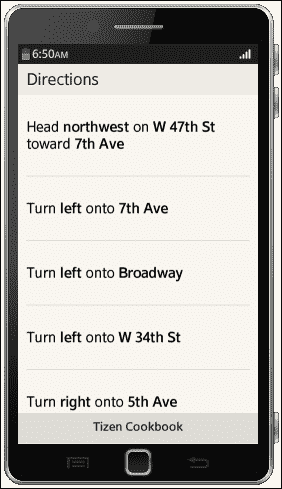 6:50AM
Directions
Head northwest on W 47th St
toward 7th Ave
Turn left onto 7th Ave
Turn left onto Broadway
Turn left onto W 34th St
Turn right onto 5th Ave
Tizen Cookbook